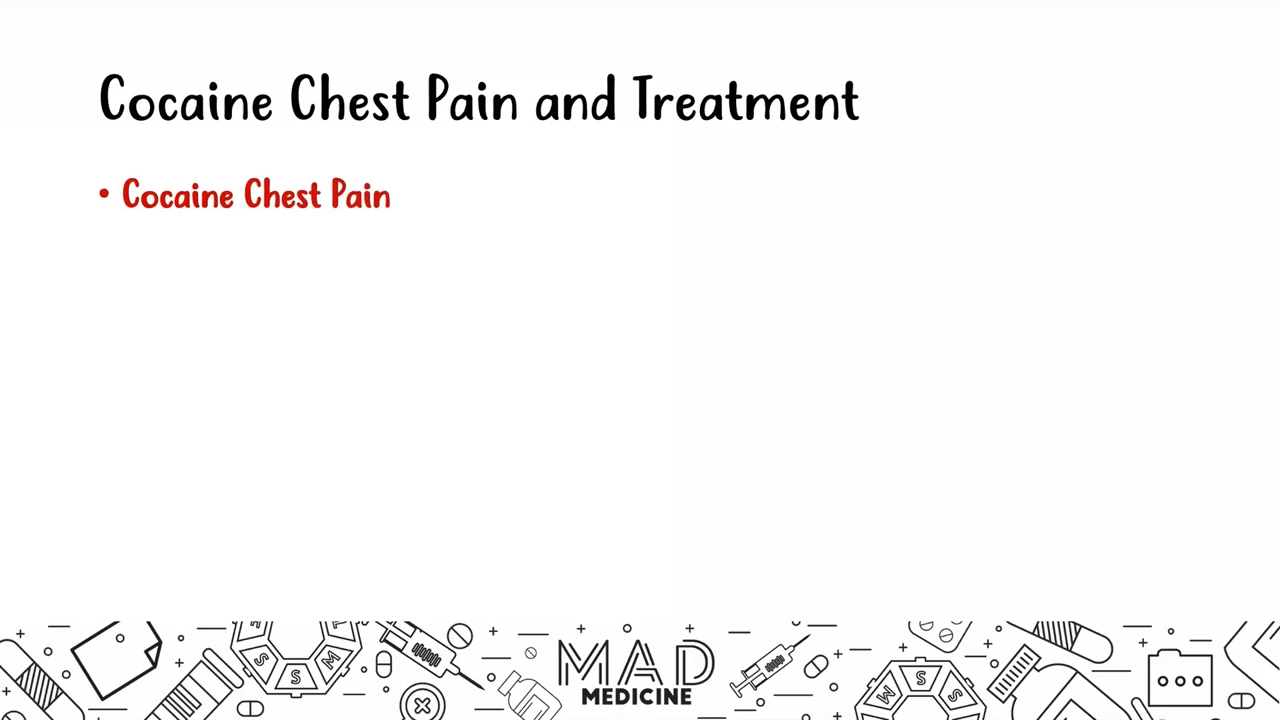 Cocaine Chest Pain and Treatment
• Cocaine Chest Pain
S
S
M
MAD
MEDICINE
M
S
S